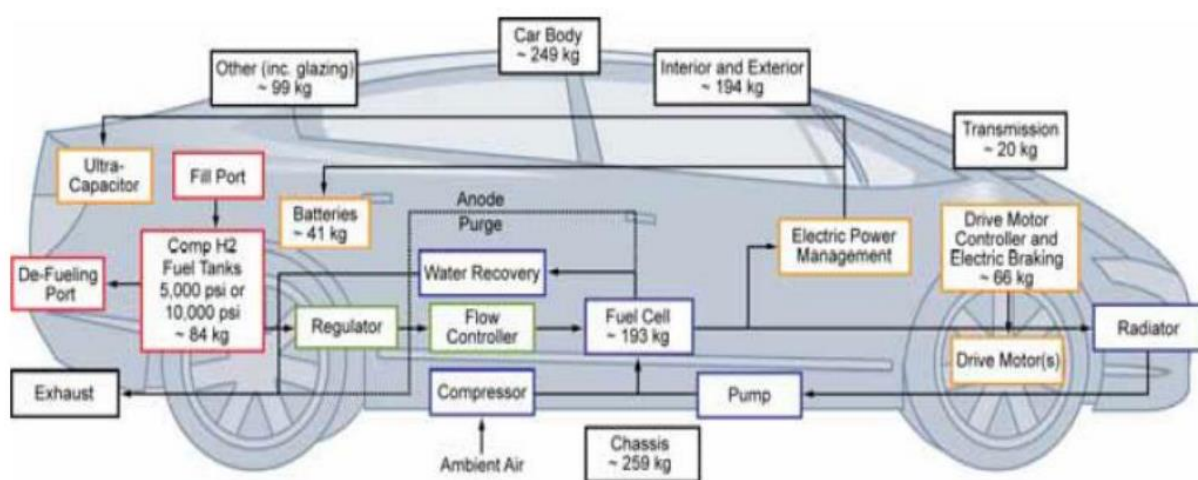 Car Body
~ 249 kg
Other (inc. glazing)
~ 99 kg
Interior and Exterior
~ 194 kg
Transmission
~ 20 kg
Ultra-
Capacitor
Fill Port
Batteries
~ 41 kg
Anode
Purge
Electric Power
Management
Drive Motor
Controller and
Electric Braking
~ 66 kg
De-Fueling
Port
Comp H2
Fuel Tanks
5,000 psi or
10,000 psi
~ 84 kg
Water Recovery
Regulator
Flow
Controller
Fuel Cell
~ 193 kg
Radiator
Drive Motor(s)
Exhaust
Compressor
Pump
Ambient Air
Chassis
~ 259 kg